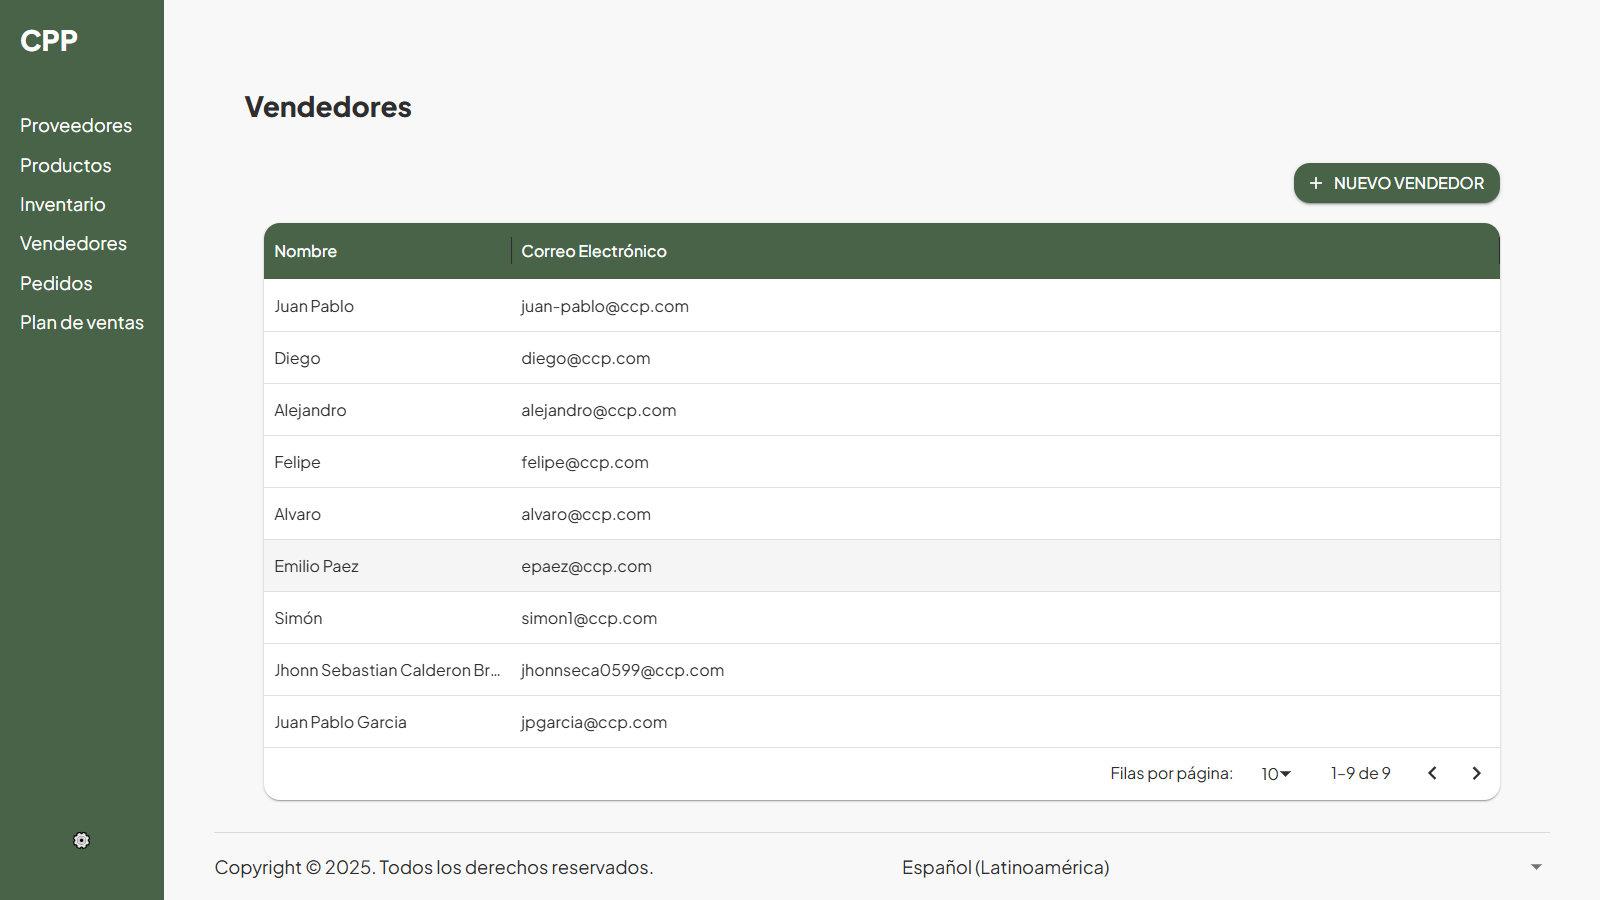 CPP
Proveedores
Productos
Inventario
Vendedores
Pedidos
Plan de ventas
Vendedores
+ NUEVO VENDEDOR
Nombre Correo Electrónico
Juan Pablo juan-pablo@ccp.com
Diego diego@ccp.com
Alejandro alejandro@ccp.com
Felipe felipe@ccp.com
Alvaro alvaro@ccp.com
Emilio Paez epaez@ccp.com
Simón simon1@ccp.com
Jhonn Sebastian Calderon Br... jhonnseca0599@ccp.com
Juan Pablo Garcia jpgarcia@ccp.com
Filas por página: 10 1–9 de 9
Copyright © 2025. Todos los derechos reservados. Español (Latinoamérica)